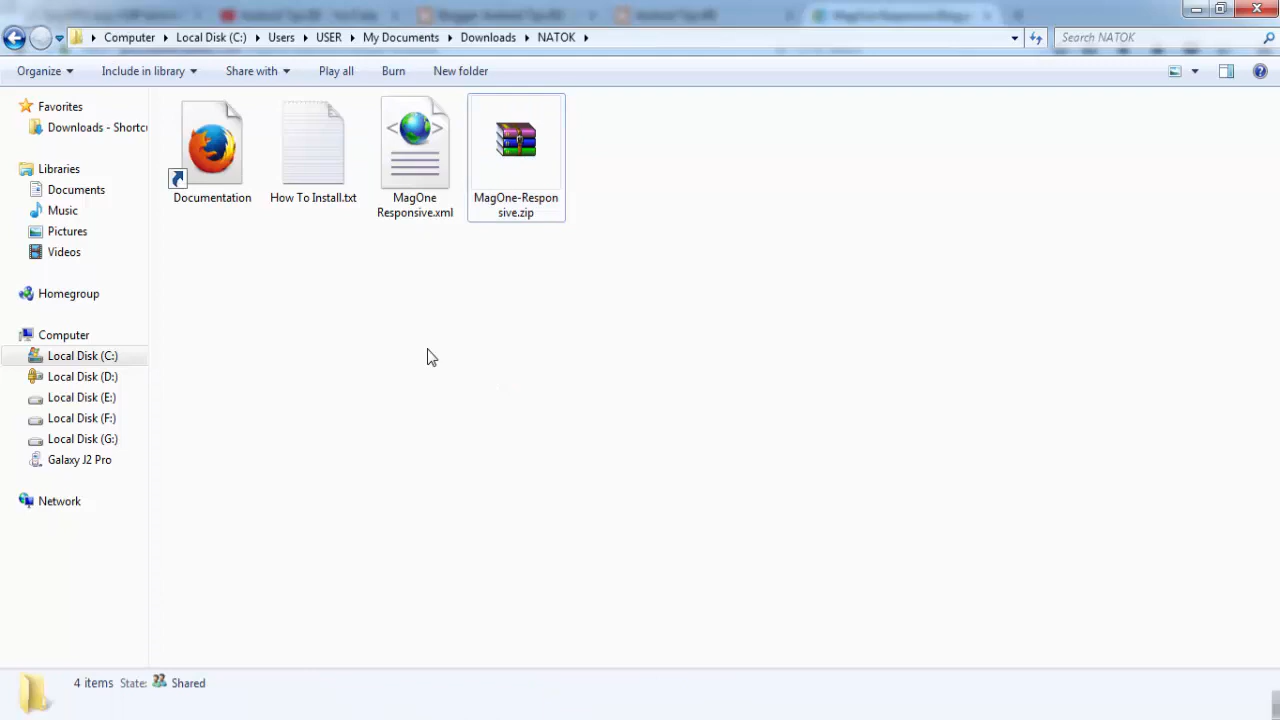 Computer Local Disk (C:) Users USER My Documents Downloads NATOK Search NATOK
Organize Include in library Share with Play all Burn New folder
Favorites
Downloads - Shortcu
Libraries
Documents
Music
Pictures
Videos
Homegroup
Computer
Local Disk (C:)
Local Disk (D:)
Local Disk (E:)
Local Disk (F:)
Local Disk (G:)
Galaxy J2 Pro
Network
Documentation
How To Install.txt
MagOne
Responsive.xml
MagOne-Respon
sive.zip
4 items State: Shared